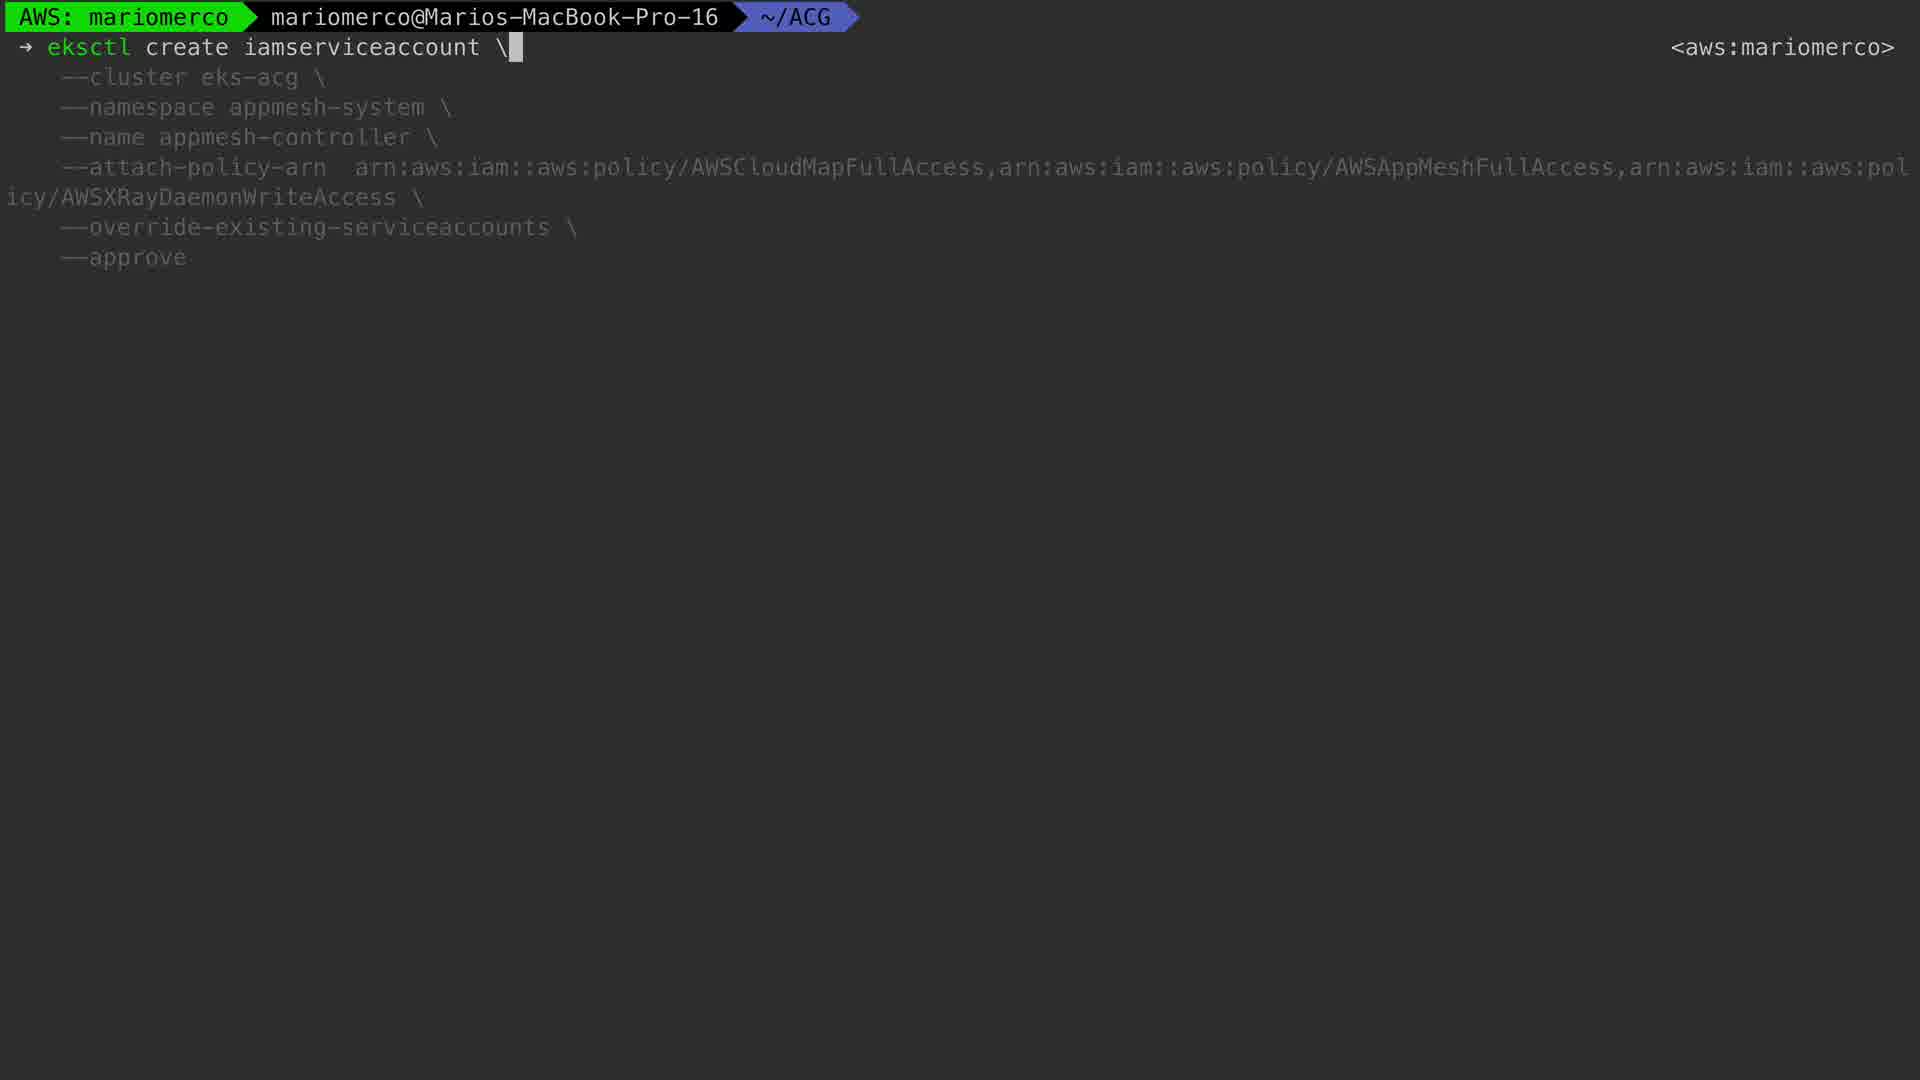 AWS: mariomerco mariomerco@Marios-MacBook-Pro-16 ~/ACG
➜ eksctl create iamserviceaccount \ <aws:mariomerco>
--cluster eks-acg \
--namespace appmesh-system \
--name appmesh-controller \
--attach-policy-arn  arn:aws:iam::aws:policy/AWSCloudMapFullAccess,arn:aws:iam::aws:policy/AWSAppMeshFullAccess,arn:aws:iam::aws:pol
icy/AWSXRayDaemonWriteAccess \
--override-existing-serviceaccounts \
--approve